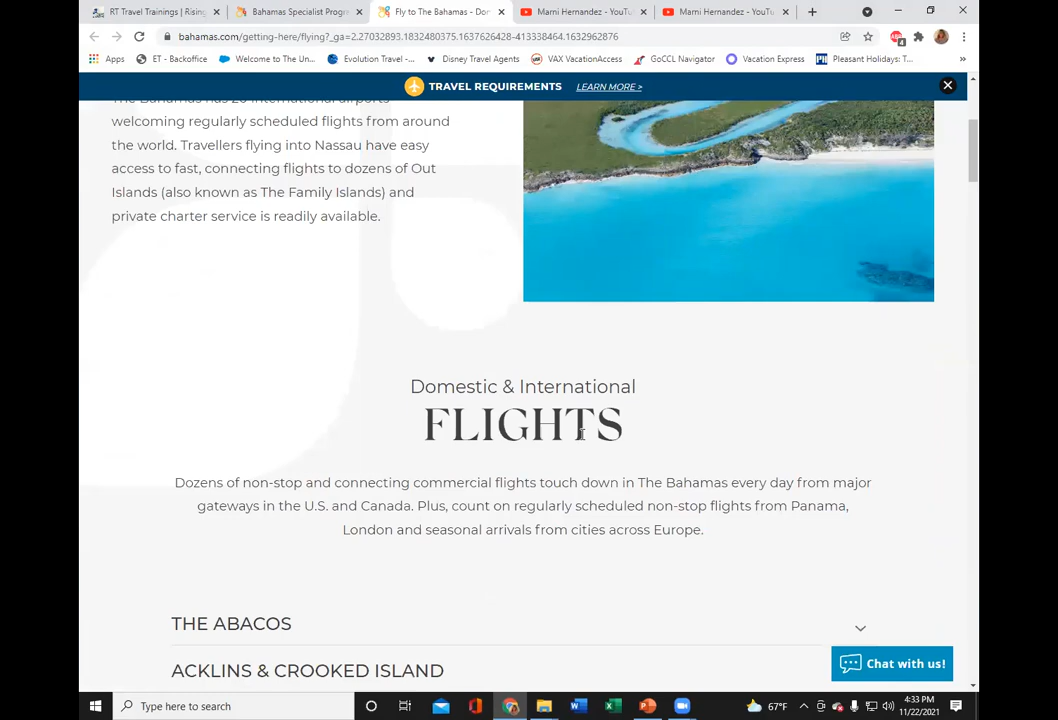 RT Travel Trainings | Rising
Bahamas Specialist Progr
Fly to The Bahamas - Dor
Marni Hernandez - YouTu
Marni Hernandez - YouTu
bahamas.com/getting-here/flying?_ga=2.27032893.1832480375.1637626428-413338464.1632962876
4
Apps
ET - Backoffice
Welcome to The Un...
Evolution Travel -...
Disney Travel Agents
VAX VacationAccess
GoCCL Navigator
Vacation Express
Pleasant Holidays: T...
»
TRAVEL REQUIREMENTS LEARN MORE >
The Bahamas has 20 international airports
welcoming regularly scheduled flights from around
the world. Travellers flying into Nassau have easy
access to fast, connecting flights to dozens of Out
Islands (also known as The Family Islands) and
private charter service is readily available.
Domestic & International
FLIGHTS
Dozens of non-stop and connecting commercial flights touch down in The Bahamas every day from major
gateways in the U.S. and Canada. Plus, count on regularly scheduled non-stop flights from Panama,
London and seasonal arrivals from cities across Europe.
THE ABACOS
ACKLINS & CROOKED ISLAND
Chat with us!
Type here to search
67°F
4:33 PM
11/22/2021